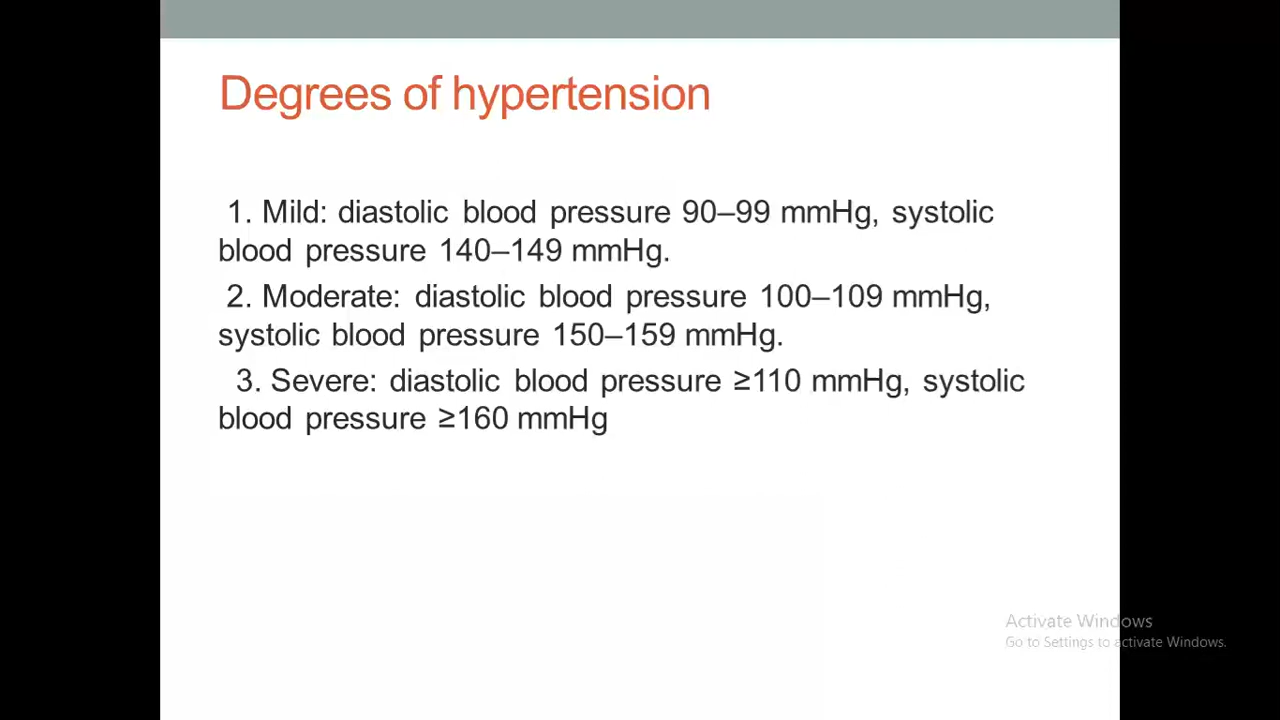 Degrees of hypertension
1. Mild: diastolic blood pressure 90–99 mmHg, systolic
blood pressure 140–149 mmHg.
2. Moderate: diastolic blood pressure 100–109 mmHg,
systolic blood pressure 150–159 mmHg.
3. Severe: diastolic blood pressure ≥110 mmHg, systolic
blood pressure ≥160 mmHg
Activate Windows
Go to Settings to activate Windows.